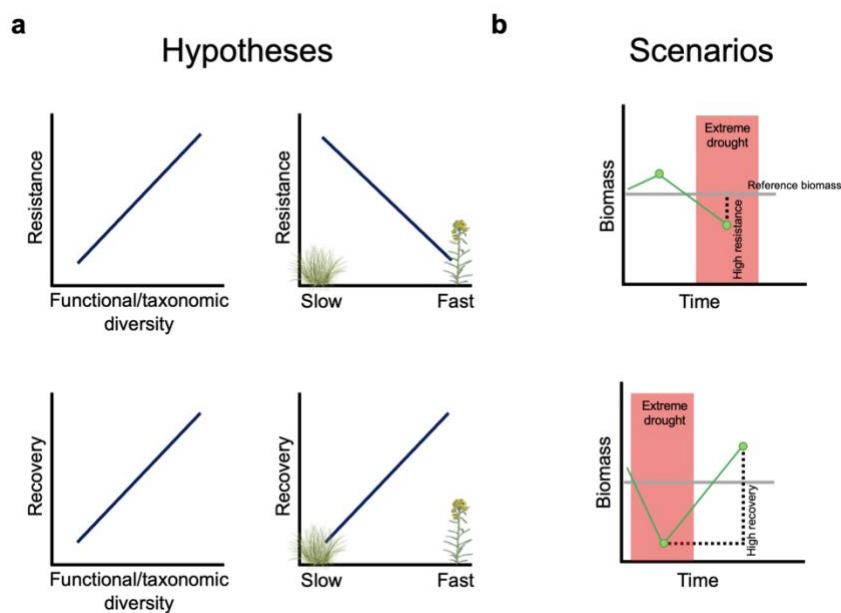 a
Hypotheses
b
Scenarios
Resistance
Functional/taxonomic
diversity
Resistance
Slow
Fast
Biomass
Extreme
drought
Reference biomass
High resistance
Time
Recovery
Functional/taxonomic
diversity
Recovery
Slow
Fast
Biomass
Extreme
drought
High recovery
Time